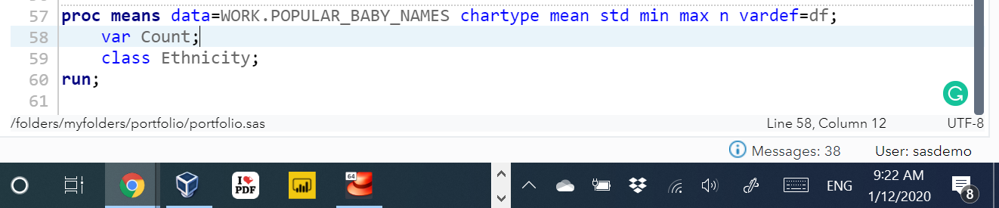 57 proc means data=WORK.POPULAR_BABY_NAMES chartype mean std min max n vardef=df;
58 var Count;
59 class Ethnicity;
60 run;
61
/folders/myfolders/portfolio/portfolio.sas Line 58, Column 12 UTF-8
Messages: 38 User: sasdemo
I PDF 64 ENG 9:22 AM
1/12/2020 8